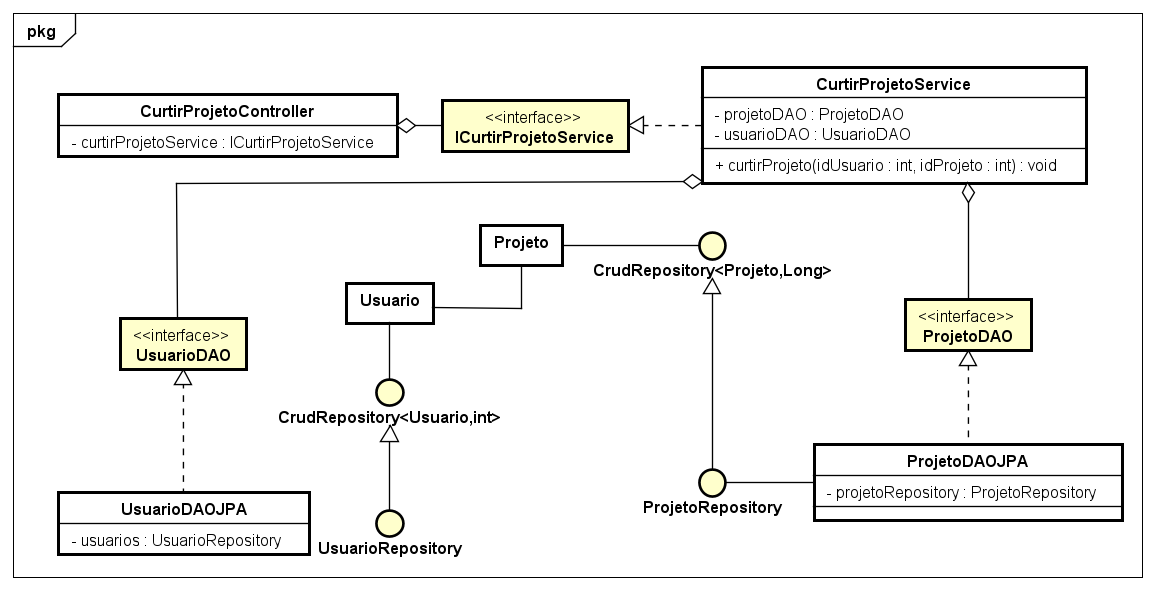 pkg
CurtirProjetoController
- curtirProjetoService : ICurtirProjetoService
<<interface>>
ICurtirProjetoService
CurtirProjetoService
- projetoDAO : ProjetoDAO
- usuarioDAO : UsuarioDAO
+ curtirProjeto(idUsuario : int, idProjeto : int) : void
Projeto
CrudRepository<Projeto,Long>
Usuario
<<interface>>
UsuarioDAO
<<interface>>
ProjetoDAO
CrudRepository<Usuario,int>
UsuarioDAOJPA
- usuarios : UsuarioRepository
UsuarioRepository
ProjetoRepository
ProjetoDAOJPA
- projetoRepository : ProjetoRepository